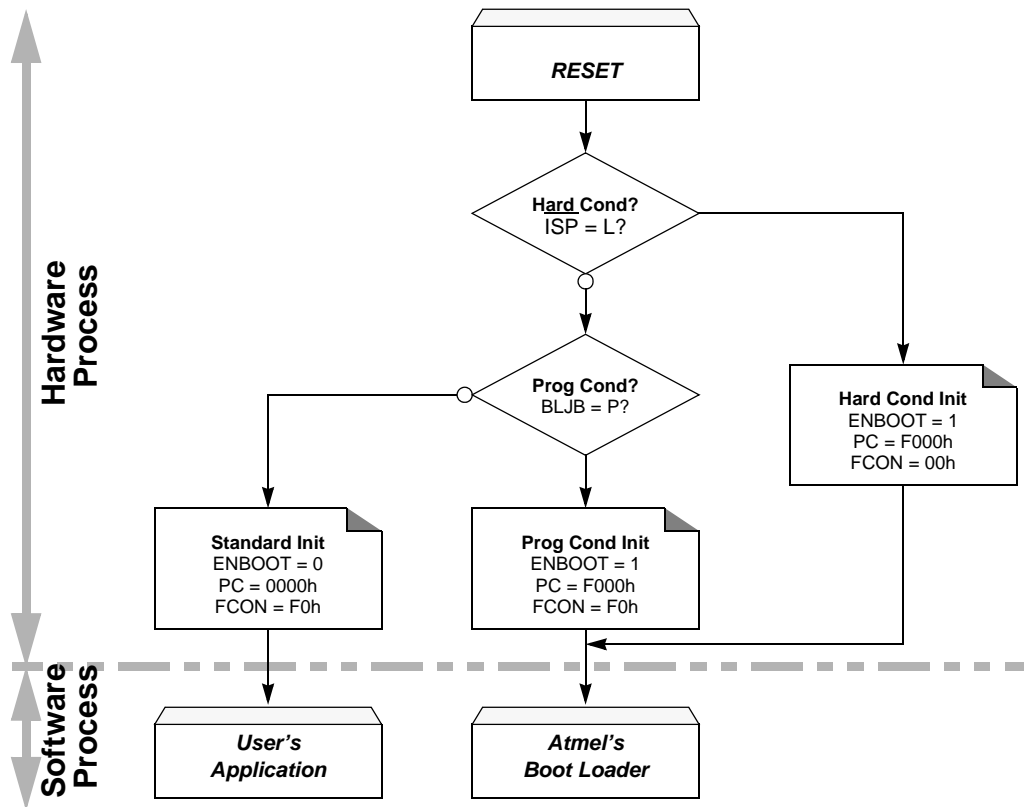 RESET
Hard Cond?
ISP = L?
Prog Cond?
BLJB = P?
Hard Cond Init
ENBOOT = 1
PC = F000h
FCON = 00h
Standard Init
ENBOOT = 0
PC = 0000h
FCON = F0h
Prog Cond Init
ENBOOT = 1
PC = F000h
FCON = F0h
User's
Application
Atmel's
Boot Loader
Hardware
Process
Software
Process